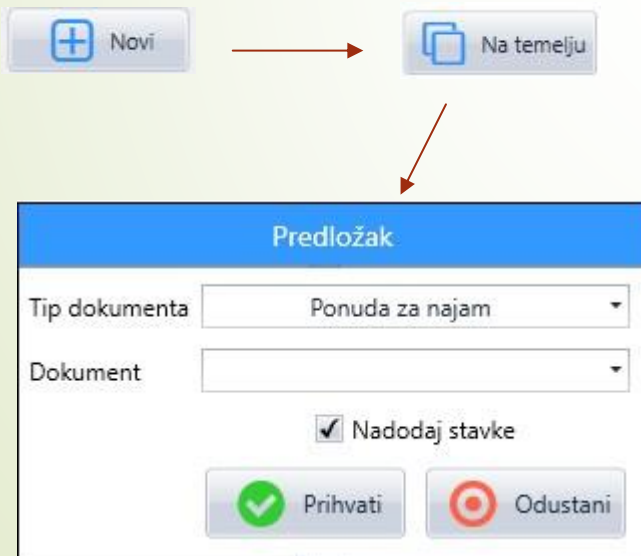 Novi
Na temelju
Predložak
Tip dokumenta Ponuda za najam
Dokument
Nadodaj stavke
Prihvati Odustani